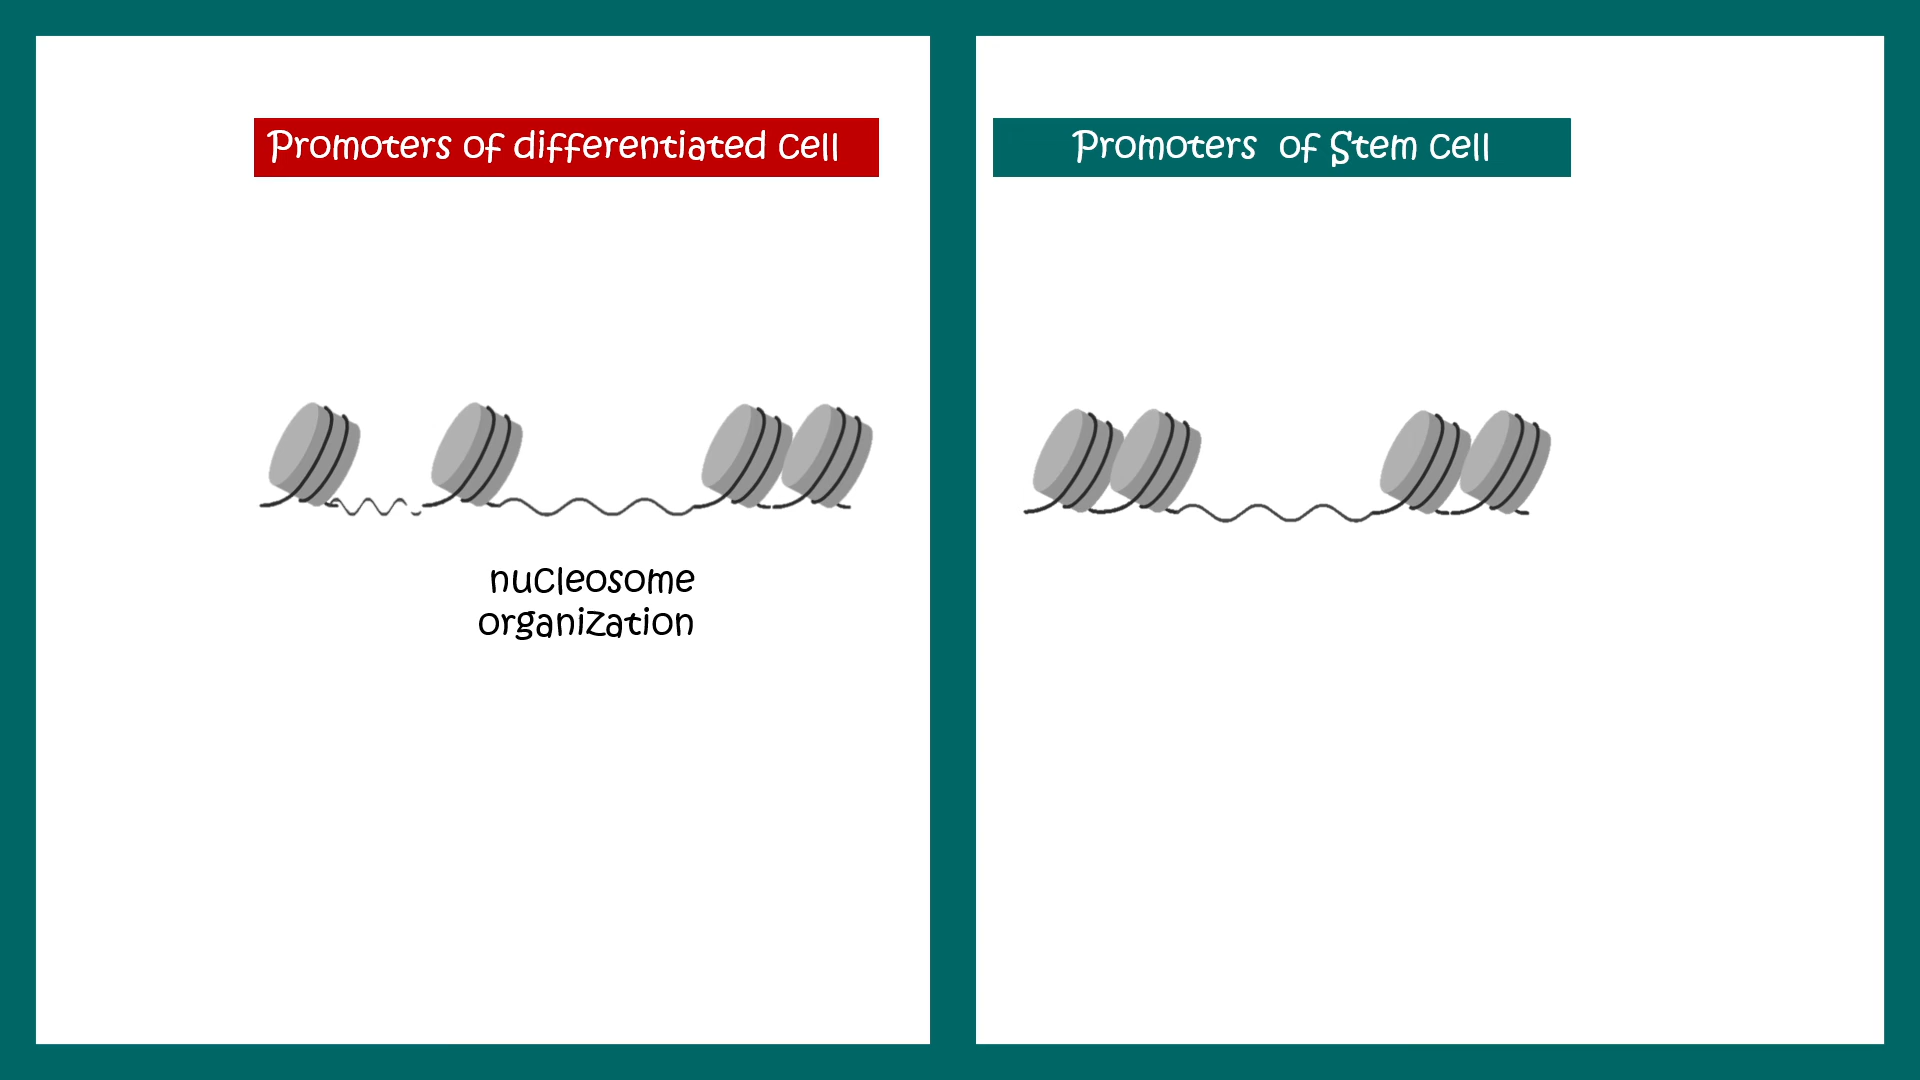 Promoters of differentiated cell
Promoters of Stem cell
nucleosome
organization